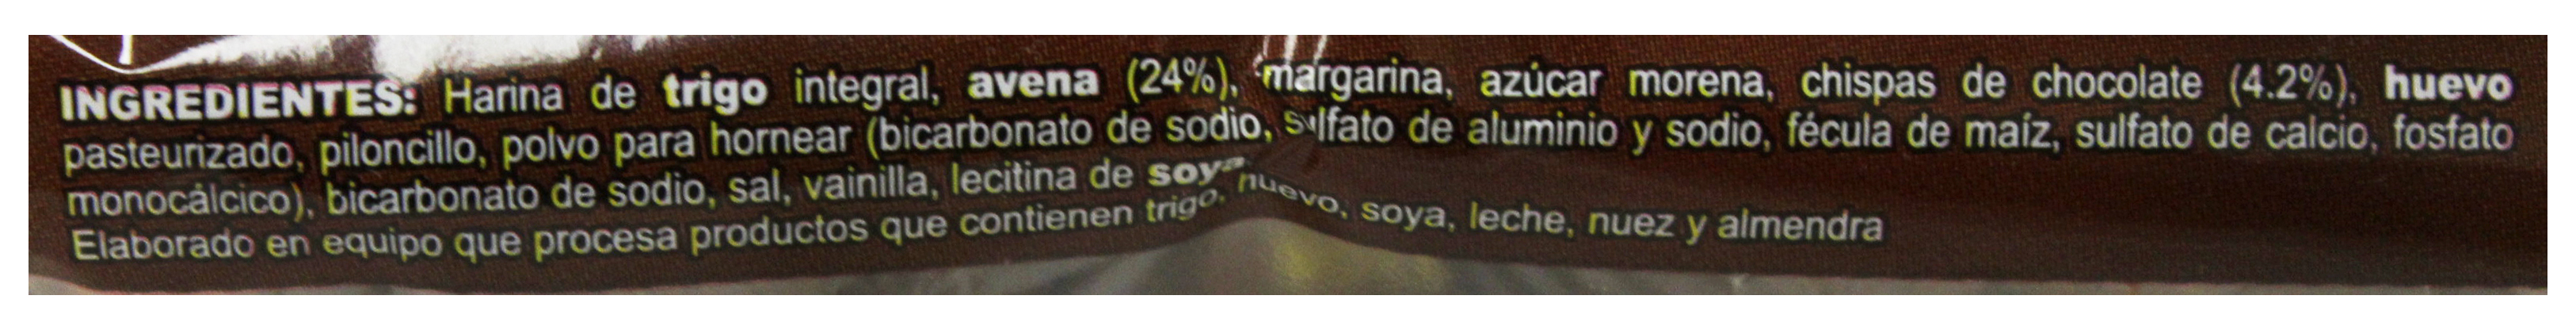 INGREDIENTES: Harina de trigo integral, avena (24%), margarina, azúcar morena, chispas de chocolate (4.2%), huevo
pasteurizado, piloncillo, polvo para hornear (bicarbonato de sodio, sulfato de aluminio y sodio, fécula de maíz, sulfato de calcio, fosfato
monocálcico), bicarbonato de sodio, sal, vainilla, lecitina de soya
Elaborado en equipo que procesa productos que contienen trigo, huevo, soya, leche, nuez y almendra